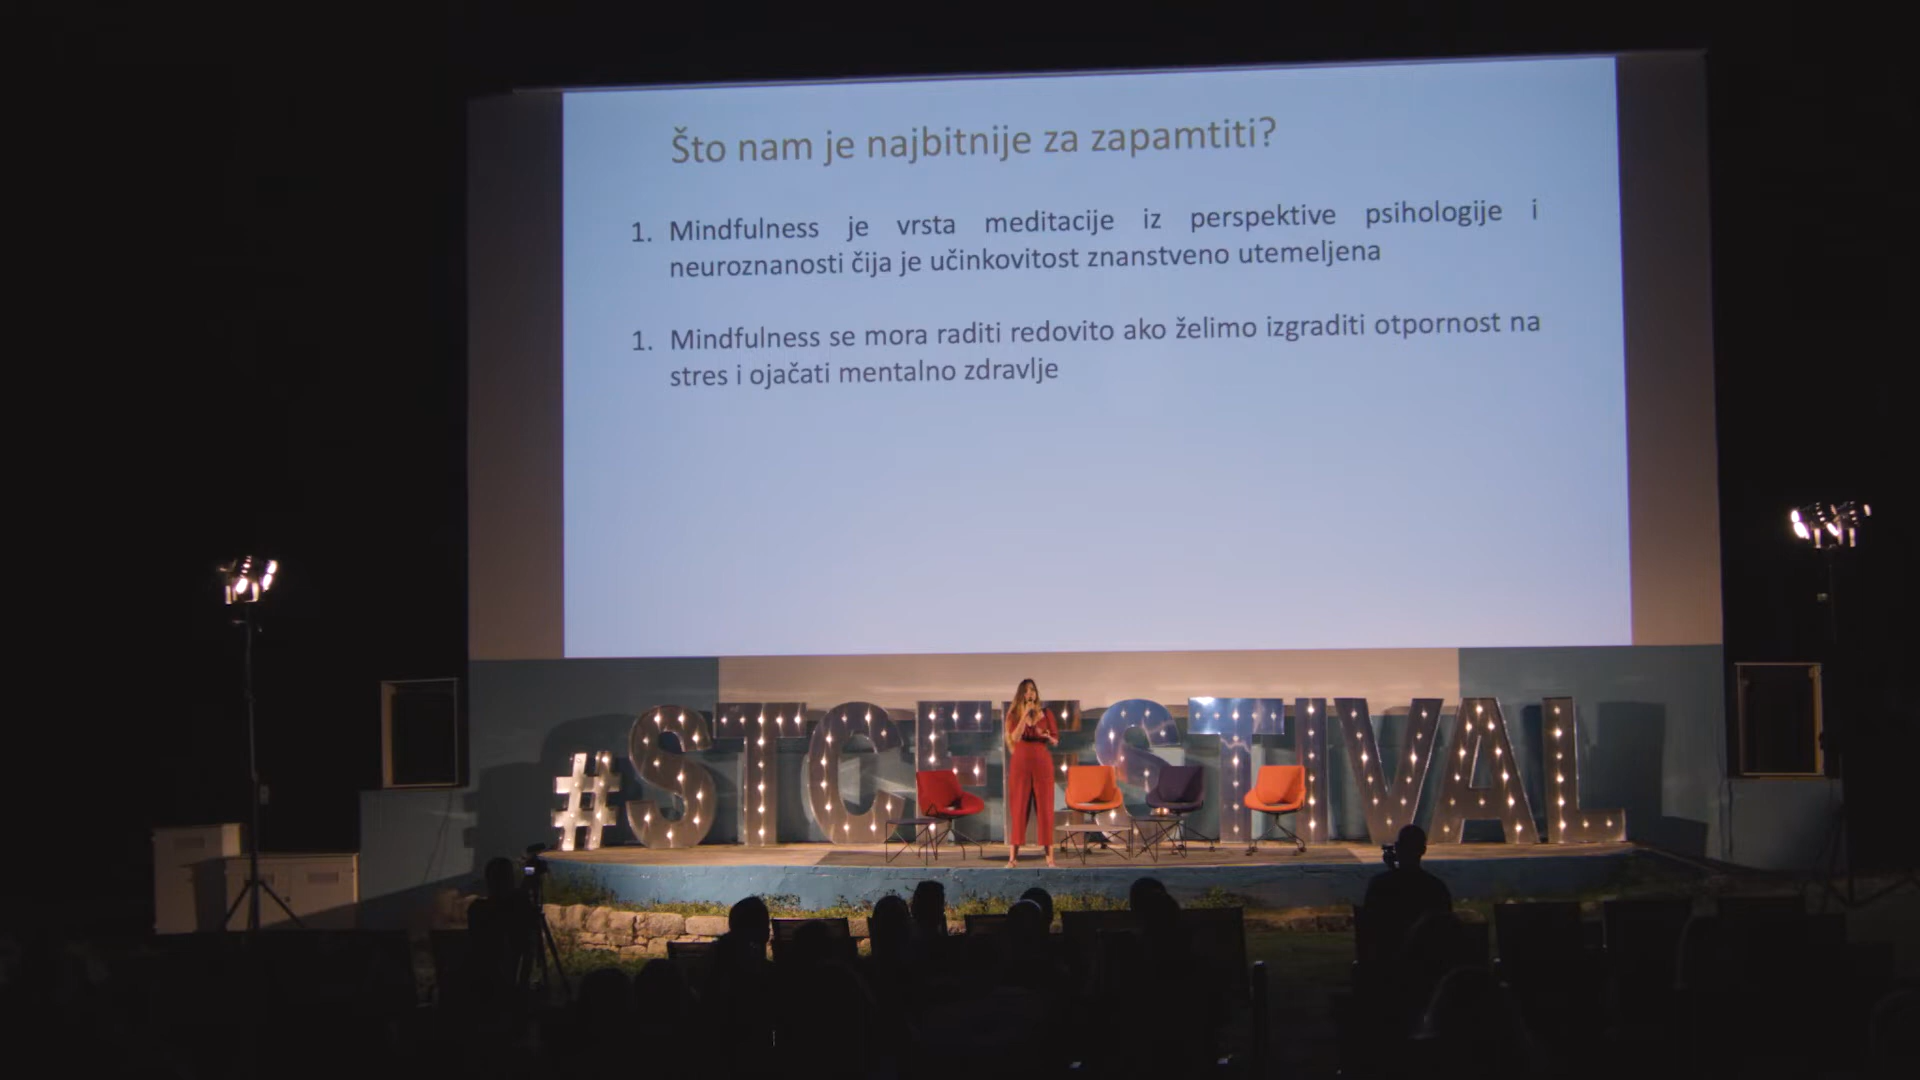 Što nam je najbitnije za zapamtiti?
1. Mindfulness je vrsta meditacije iz perspektive psihologije i
neuroznanosti čija je učinkovitost znanstveno utemeljena
1. Mindfulness se mora raditi redovito ako želimo izgraditi otpornost na
stres i ojačati mentalno zdravlje
#STCFESTIVAL